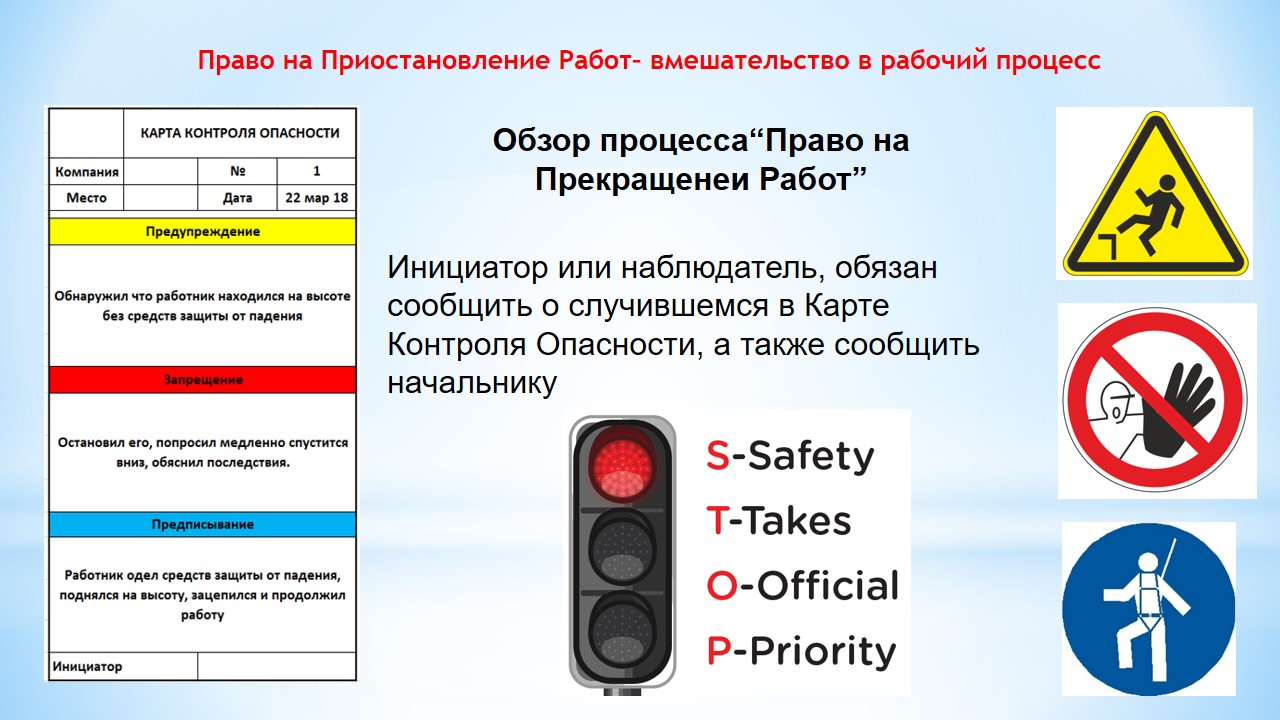 Право на Приостановление Работ– вмешательство в рабочий процесс
КАРТА КОНТРОЛЯ ОПАСНОСТИ
Компания № 1
Место Дата 22 мар 18
Предупреждение
Обнаружил что работник находился на высоте
без средств защиты от падения
Запрещение
Остановил его, попросил медленно спустится
вниз, обяснил последствия.
Предписывание
Работник одел средств защиты от падения,
поднялся на высоту, зацепился и продолжил
работу
Инициатор
Обзор процесса“Право на
Прекращенеи Работ”
Инициатор или наблюдатель, обязан
сообщить о случившемся в Карте
Контроля Опасности, а также сообщить
начальнику
S-Safety
T-Takes
O-Official
P-Priority